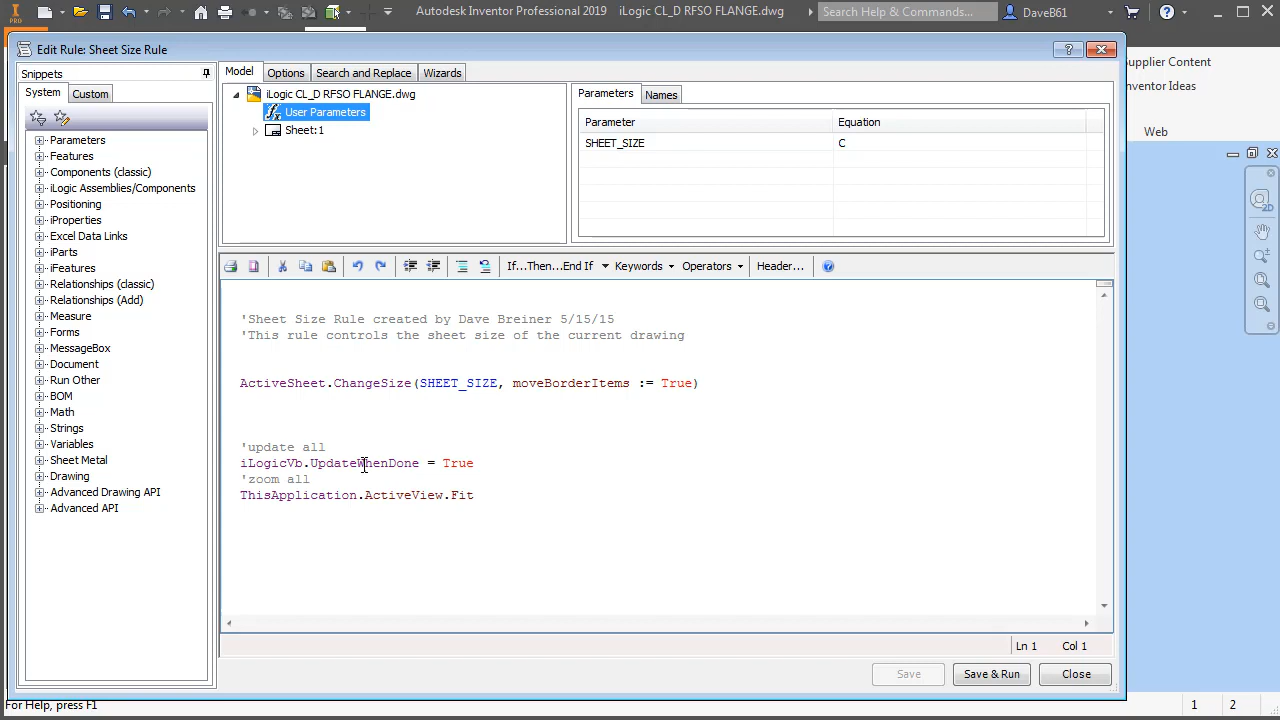 Autodesk Inventor Professional 2019 iLogic CL_D RFSO FLANGE.dwg
Search Help & Commands...
DaveB61
PRO
Edit Rule: Sheet Size Rule
Supplier Content
Inventor Ideas
Web
Snippets
System Custom
Parameters
Features
Components (classic)
iLogic Assemblies/Components
Positioning
iProperties
Excel Data Links
iParts
iFeatures
Relationships (classic)
Relationships (Add)
Measure
Forms
MessageBox
Document
Run Other
BOM
Math
Strings
Variables
Sheet Metal
Drawing
Advanced Drawing API
Advanced API
Model Options Search and Replace Wizards
iLogic CL_D RFSO FLANGE.dwg
User Parameters
Sheet:1
Parameters Names
Parameter Equation
SHEET_SIZE C
If...Then...End If Keywords Operators Header...
'Sheet Size Rule created by Dave Breiner 5/15/15
'This rule controls the sheet size of the current drawing
ActiveSheet.ChangeSize(SHEET_SIZE, moveBorderItems := True)
'update all
iLogicVb.UpdateWhenDone = True
'zoom all
ThisApplication.ActiveView.Fit
Ln 1 Col 1
Save Save & Run Close
For Help, press F1
1 2
2D